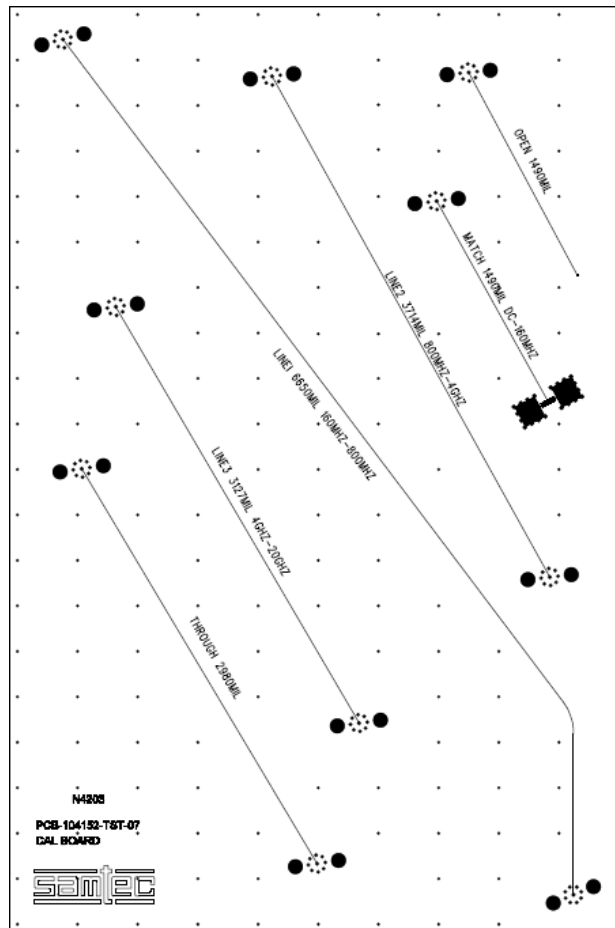 OPEN 1490MIL
MATCH 1490MIL DC-160MHZ
LINE2 3714MIL 800MHZ-4GHZ
LINE1 6650MIL 160MHZ-800MHZ
LINE3 3127MIL 4GHZ-20GHZ
THROUGH 2980MIL
N4203
PCB-104152-TST-07
CAL BOARD
samtec